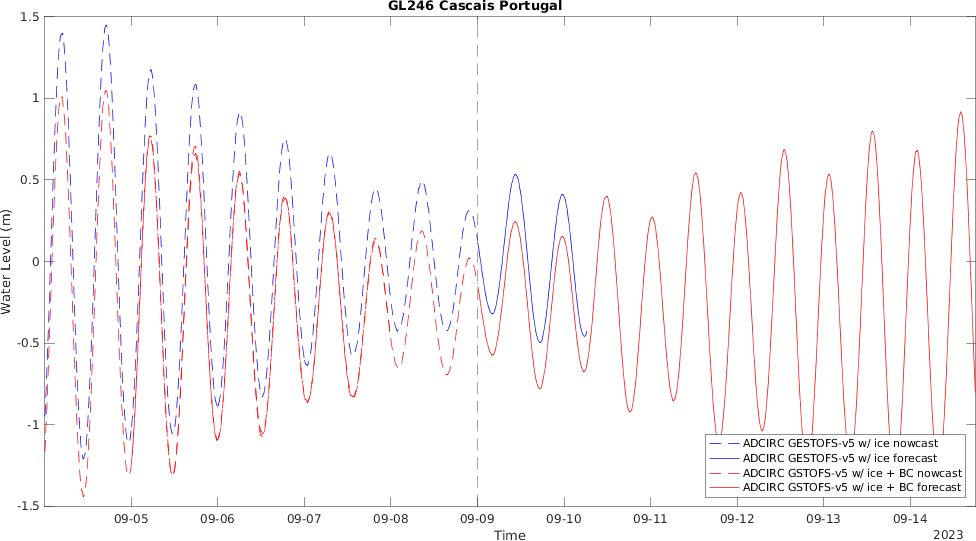 GL246 Cascais Portugal
1.5
1
0.5
0
-0.5
-1
-1.5
Water Level (m)
09-05 09-06 09-07 09-08 09-09 09-10 09-11 09-12 09-13 09-14
Time
2023
ADCIRC GESTOFS-v5 w/ ice nowcast
ADCIRC GESTOFS-v5 w/ ice forecast
ADCIRC GSTOFS-v5 w/ ice + BC nowcast
ADCIRC GSTOFS-v5 w/ ice + BC forecast